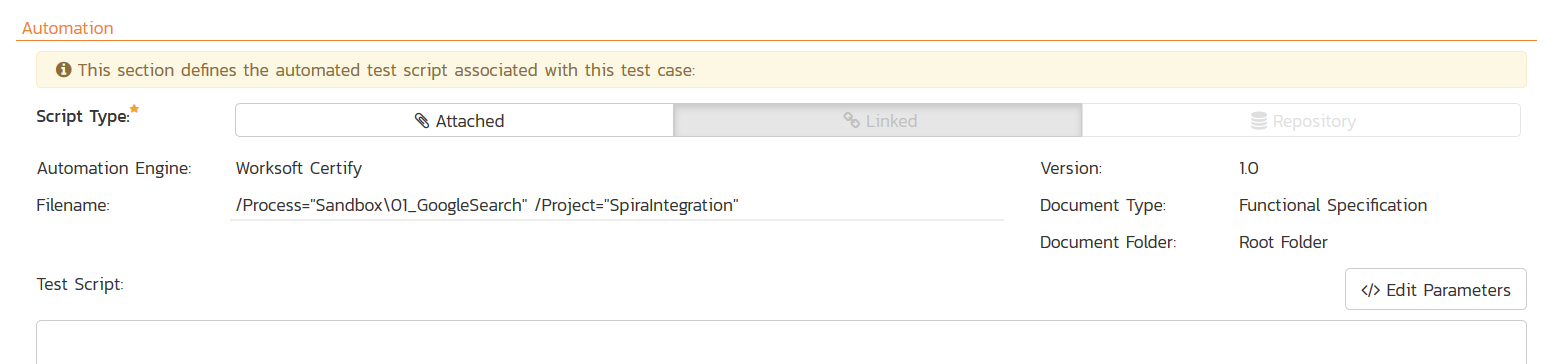 Automation
This section defines the automated test script associated with this test case:
Script Type:
Attached
Linked
Repository
Automation Engine: Worksoft Certify Version: 1.0
Filename: /Process="Sandbox\01_GoogleSearch" /Project="SpiraIntegration" Document Type: Functional Specification
Document Folder: Root Folder
Test Script:
</> Edit Parameters